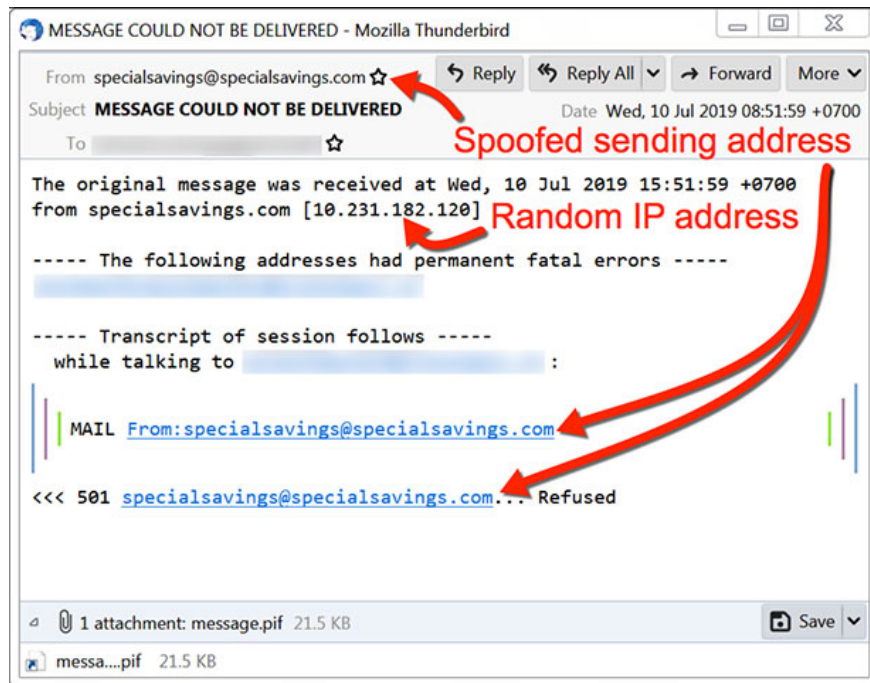 MESSAGE COULD NOT BE DELIVERED - Mozilla Thunderbird
From specialsavings@specialsavings.com Reply Reply All Forward More
Subject MESSAGE COULD NOT BE DELIVERED Date Wed, 10 Jul 2019 08:51:59 +0700
To
Spoofed sending address
The original message was received at Wed, 10 Jul 2019 15:51:59 +0700
from specialsavings.com [10.231.182.120]
Random IP address
----- The following addresses had permanent fatal errors -----
----- Transcript of session follows -----
while talking to :
MAIL From:specialsavings@specialsavings.com
<<< 501 specialsavings@specialsavings.com... Refused
1 attachment: message.pif 21.5 KB Save
messa....pif 21.5 KB